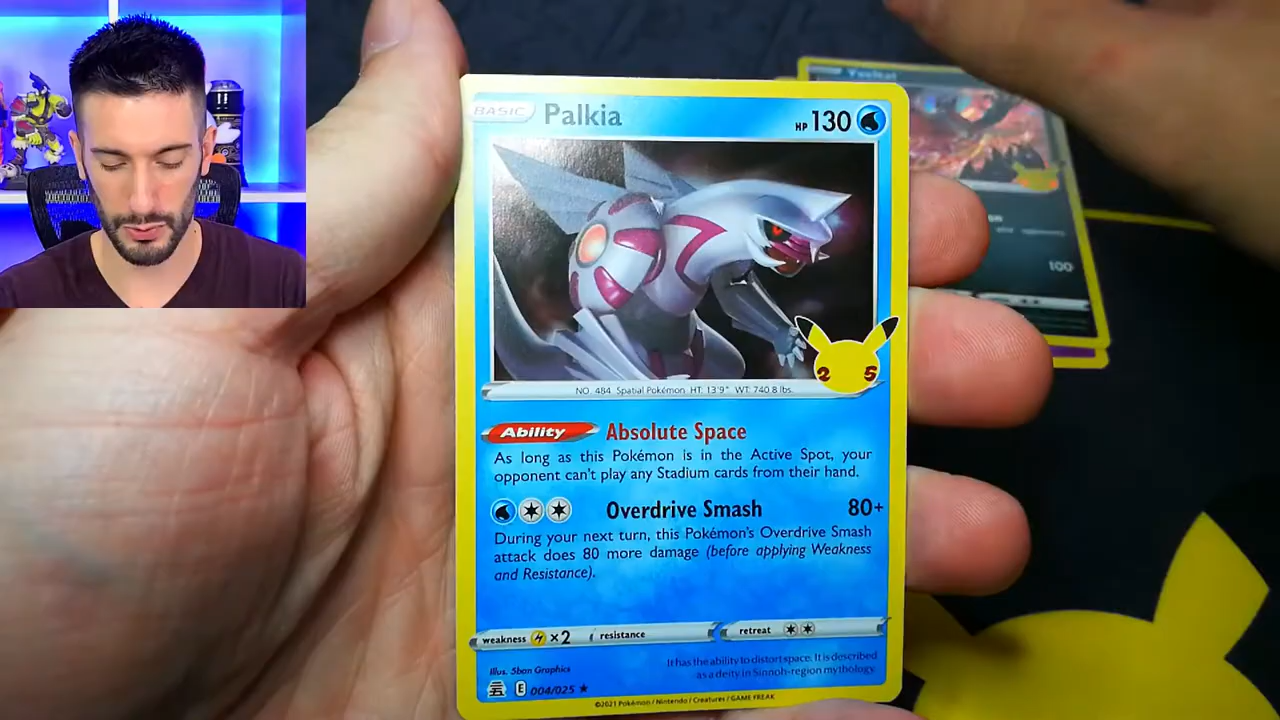 BASIC Palkia HP 130
25
NO. 484 Spatial Pokémon HT: 13'9" WT: 740.8 lbs.
Ability Absolute Space
As long as this Pokémon is in the Active Spot, your
opponent can't play any Stadium cards from their hand.
Overdrive Smash 80+
During your next turn, this Pokémon's Overdrive Smash
attack does 80 more damage (before applying Weakness
and Resistance).
weakness ×2 resistance retreat
Illus. 5ban Graphics
It has the ability to distort space. It is described
as a deity in Sinnoh-region mythology.
E 004/025 ★
©2021 Pokémon / Nintendo / Creatures / GAME FREAK
Yveltal
100